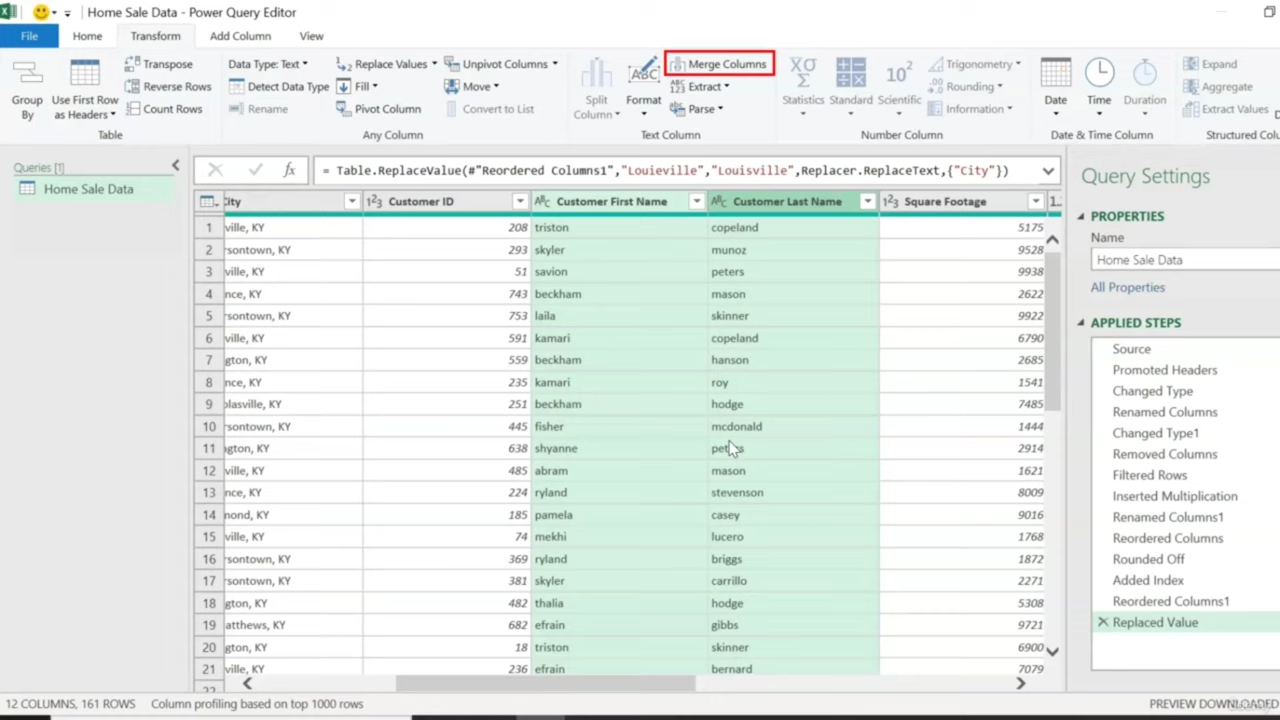 Home Sale Data - Power Query Editor
File Home Transform Add Column View
Group By
Use First Row as Headers
Transpose
Reverse Rows
Count Rows
Table
Data Type: Text
Detect Data Type
Rename
Replace Values
Fill
Pivot Column
Unpivot Columns
Move
Convert to List
Any Column
Split Column
Format
Merge Columns
Extract
Parse
Text Column
Statistics
Standard
Scientific
Trigonometry
Rounding
Information
Number Column
Date
Time
Duration
Date & Time Column
Expand
Aggregate
Extract Values
Structured Col
Queries [1]
Home Sale Data
= Table.ReplaceValue(#"Reordered Columns1","Louieville","Louisville",Replacer.ReplaceText,{"City"})
City Customer ID Customer First Name Customer Last Name Square Footage
1 ville, KY 208 triston copeland 5175
2 rsontown, KY 293 skyler munoz 9528
3 ville, KY 51 savion peters 9938
4 nce, KY 743 beckham mason 2622
5 rsontown, KY 753 laila skinner 9922
6 ville, KY 591 kamari copeland 6790
7 gton, KY 559 beckham hanson 2685
8 nce, KY 235 kamari roy 1541
9 olasville, KY 251 beckham hodge 7485
10 rsontown, KY 445 fisher mcdonald 1444
11 ngton, KY 638 shyanne peters 2914
12 ville, KY 485 abram mason 1621
13 nce, KY 224 ryland stevenson 8009
14 mond, KY 185 pamela casey 9016
15 ville, KY 74 mekhi lucero 1768
16 rsontown, KY 369 ryland briggs 1872
17 rsontown, KY 381 skyler carrillo 2271
18 gton, KY 482 thalia hodge 5308
19 atthews, KY 682 efrain gibbs 9721
20 gton, KY 18 triston skinner 6900
21 ville, KY 236 efrain bernard 7079
Query Settings
PROPERTIES
Name
Home Sale Data
All Properties
APPLIED STEPS
Source
Promoted Headers
Changed Type
Renamed Columns
Changed Type1
Removed Columns
Filtered Rows
Inserted Multiplication
Renamed Columns1
Reordered Columns
Rounded Off
Added Index
Reordered Columns1
Replaced Value
12 COLUMNS, 161 ROWS Column profiling based on top 1000 rows
PREVIEW DOWNLOADED